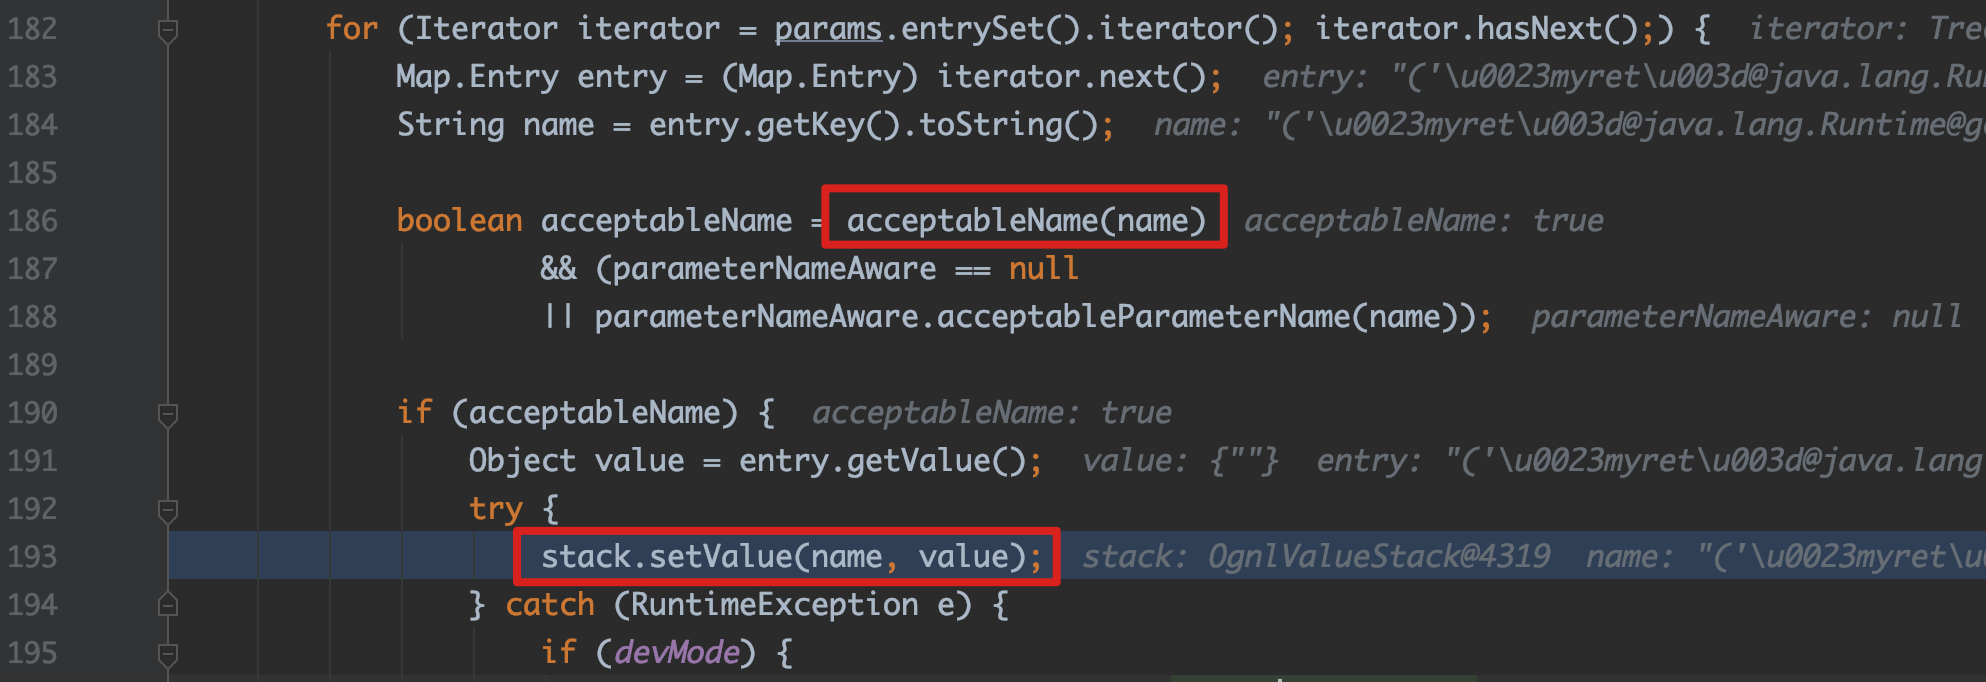 182 for (Iterator iterator = params.entrySet().iterator(); iterator.hasNext();) { iterator: Tree
183 Map.Entry entry = (Map.Entry) iterator.next(); entry: "('\u0023myret\u003d@java.lang.Run
184 String name = entry.getKey().toString(); name: "('\u0023myret\u003d@java.lang.Runtime@ge
185
186 boolean acceptableName = acceptableName(name) acceptableName: true
187 && (parameterNameAware == null
188 || parameterNameAware.acceptableParameterName(name)); parameterNameAware: null
189
190 if (acceptableName) { acceptableName: true
191 Object value = entry.getValue(); value: {""} entry: "('\u0023myret\u003d@java.lang
192 try {
193 stack.setValue(name, value); stack: OgnlValueStack@4319 name: "('\u0023myret\u0
194 } catch (RuntimeException e) {
195 if (devMode) {